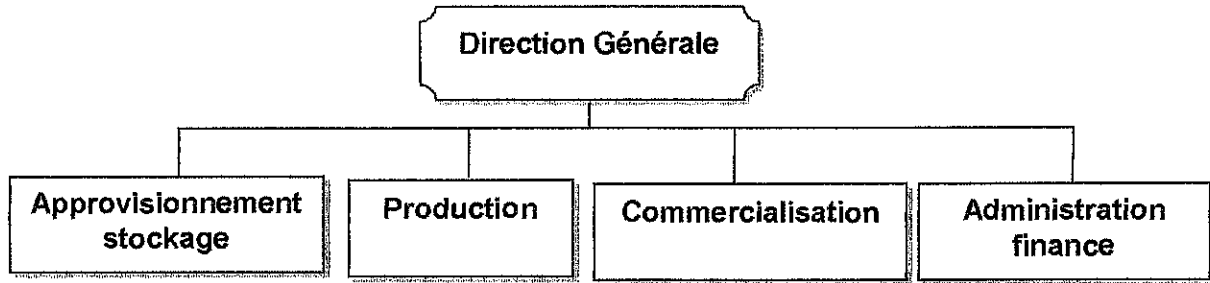 Direction Générale
Approvisionnement
stockage
Production
Commercialisation
Administration
finance